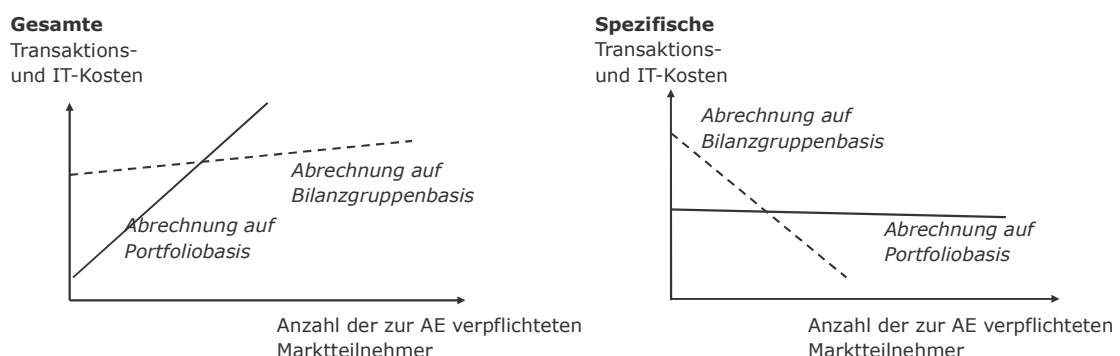 Gesamte
Transaktions-
und IT-Kosten
Abrechnung auf
Bilanzgruppenbasis
Abrechnung auf
Portfoliobasis
Anzahl der zur AE verpflichteten
Marktteilnehmer
Spezifische
Transaktions-
und IT-Kosten
Abrechnung auf
Bilanzgruppenbasis
Abrechnung auf
Portfoliobasis
Anzahl der zur AE verpflichteten
Marktteilnehmer